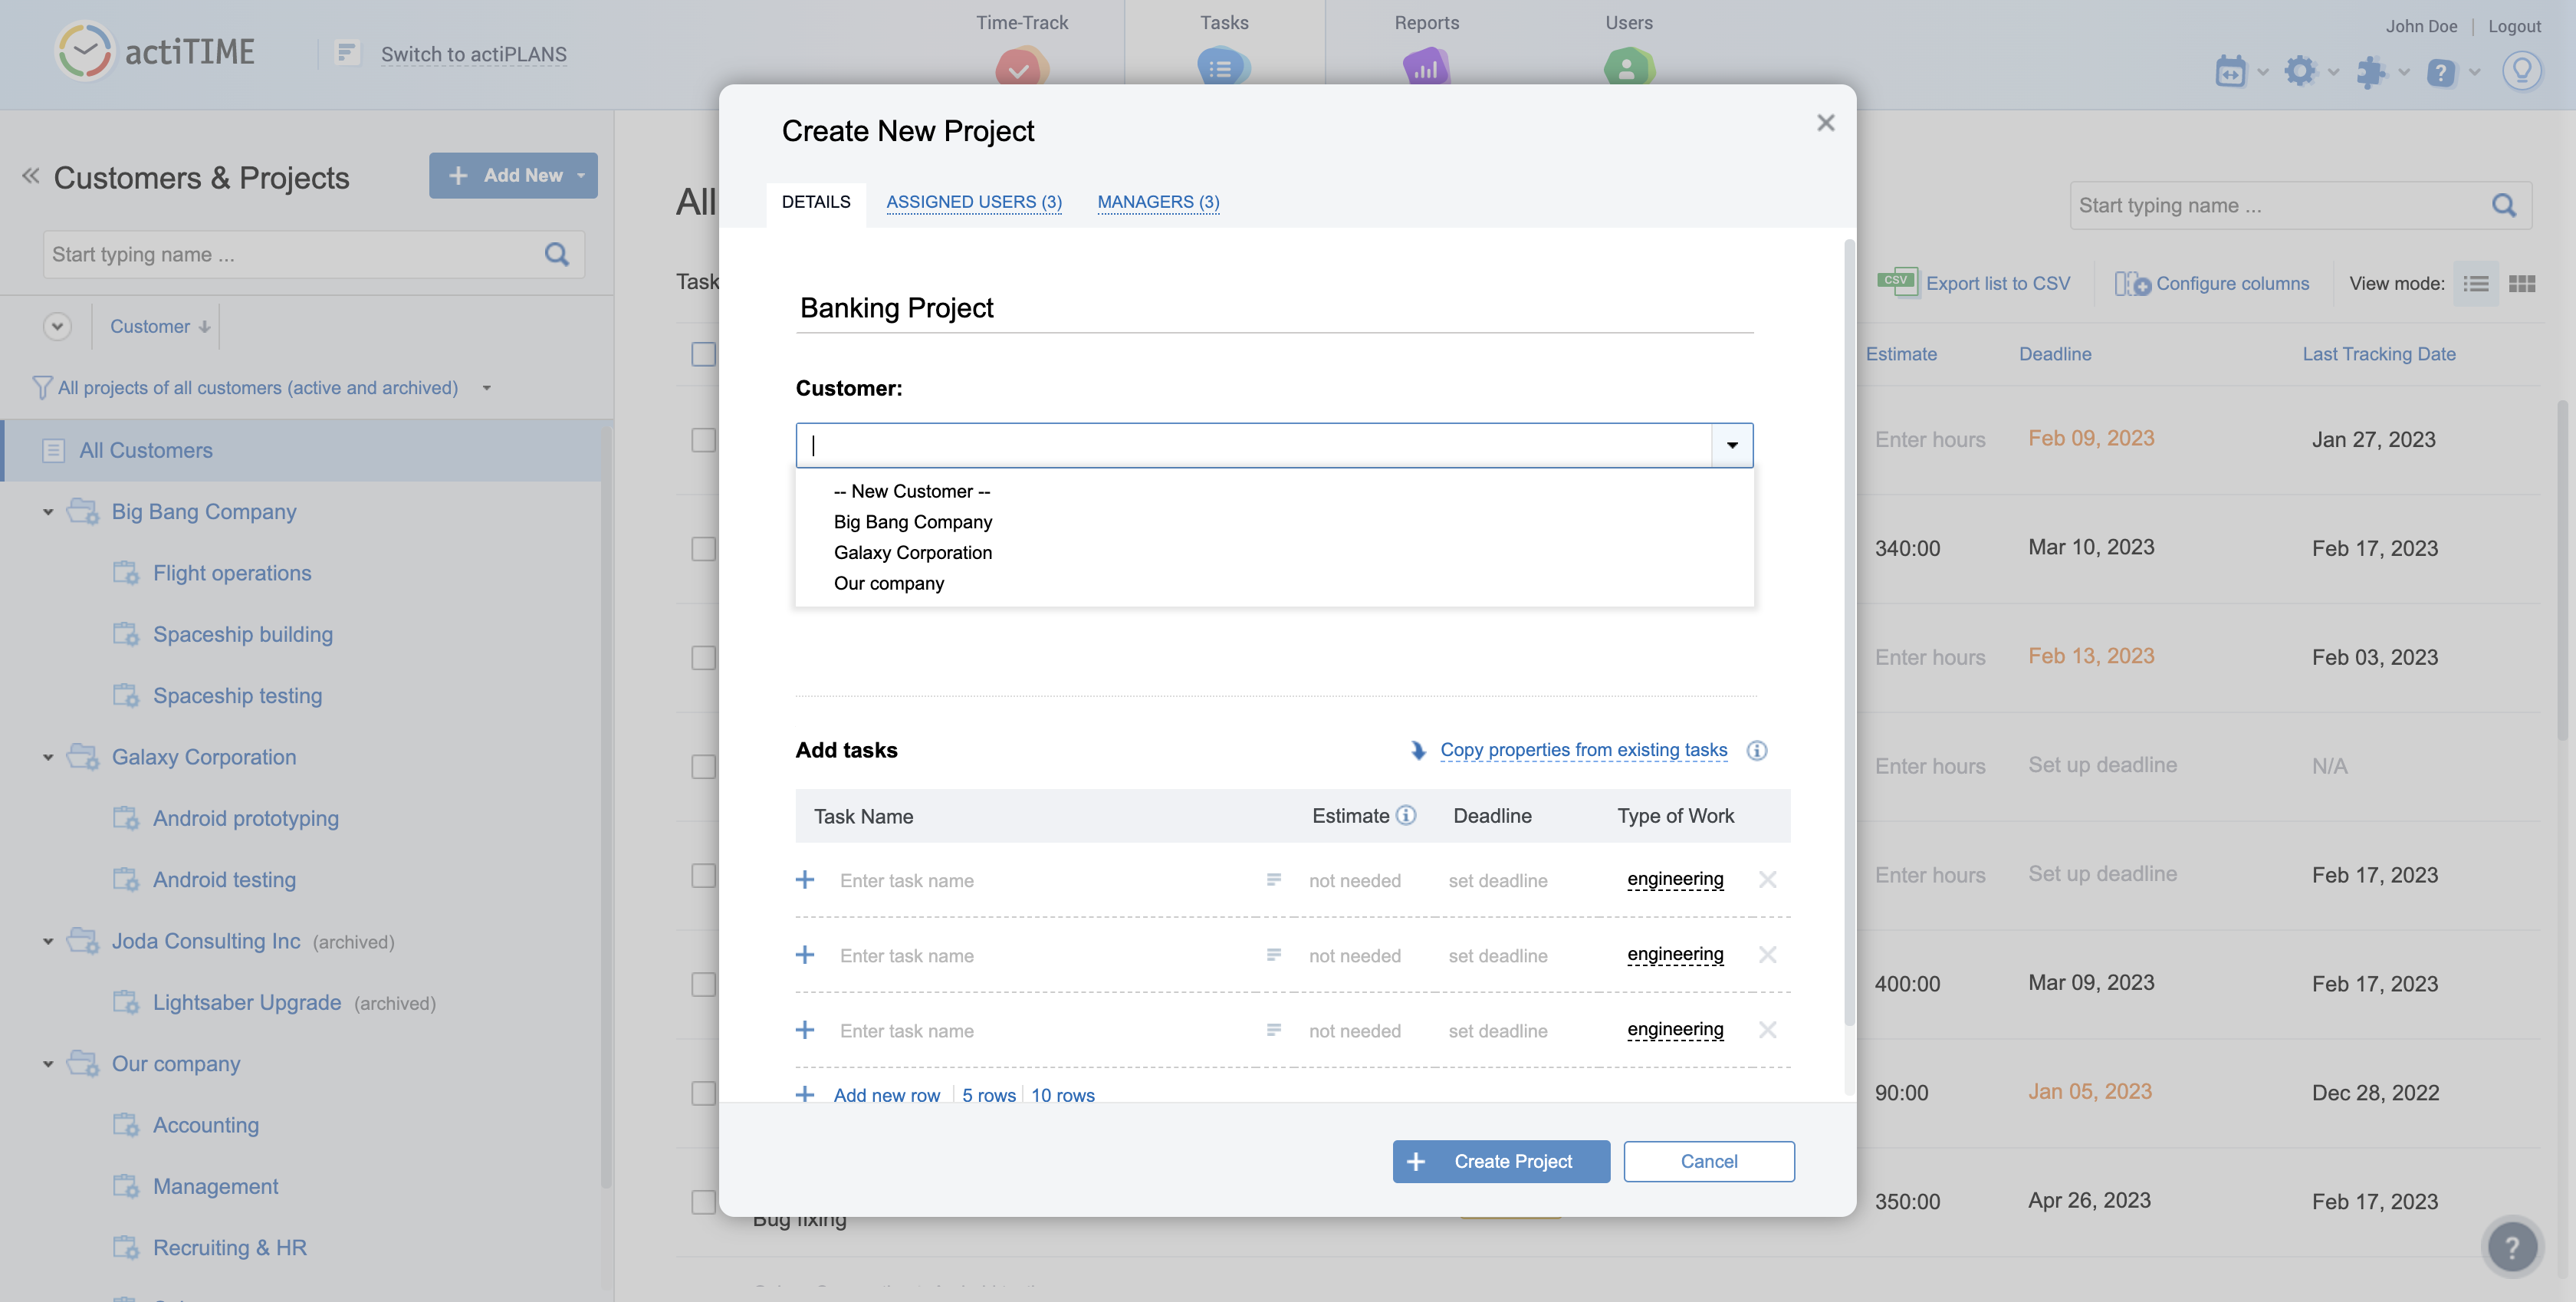 actiTIME
Switch to actiPLANS
Time-Track
Tasks
Reports
Users
John Doe
Logout
Customers & Projects
Add New
Start typing name ...
Customer
All projects of all customers (active and archived)
All Customers
Big Bang Company
Flight operations
Spaceship building
Spaceship testing
Galaxy Corporation
Android prototyping
Android testing
Joda Consulting Inc (archived)
Lightsaber Upgrade (archived)
Our company
Accounting
Management
Recruiting & HR
All
Task
Create New Project
DETAILS
ASSIGNED USERS (3)
MANAGERS (3)
Banking Project
Customer:
-- New Customer --
Big Bang Company
Galaxy Corporation
Our company
Add tasks
Copy properties from existing tasks
Task Name Estimate Deadline Type of Work
Enter task name not needed set deadline engineering
Enter task name not needed set deadline engineering
Enter task name not needed set deadline engineering
Add new row 5 rows 10 rows
Create Project
Cancel
Bug fixing
Start typing name ...
CSV Export list to CSV
Configure columns
View mode:
Estimate Deadline Last Tracking Date
Enter hours Feb 09, 2023 Jan 27, 2023
340:00 Mar 10, 2023 Feb 17, 2023
Enter hours Feb 13, 2023 Feb 03, 2023
Enter hours Set up deadline N/A
Enter hours Set up deadline Feb 17, 2023
400:00 Mar 09, 2023 Feb 17, 2023
90:00 Jan 05, 2023 Dec 28, 2022
350:00 Apr 26, 2023 Feb 17, 2023
?